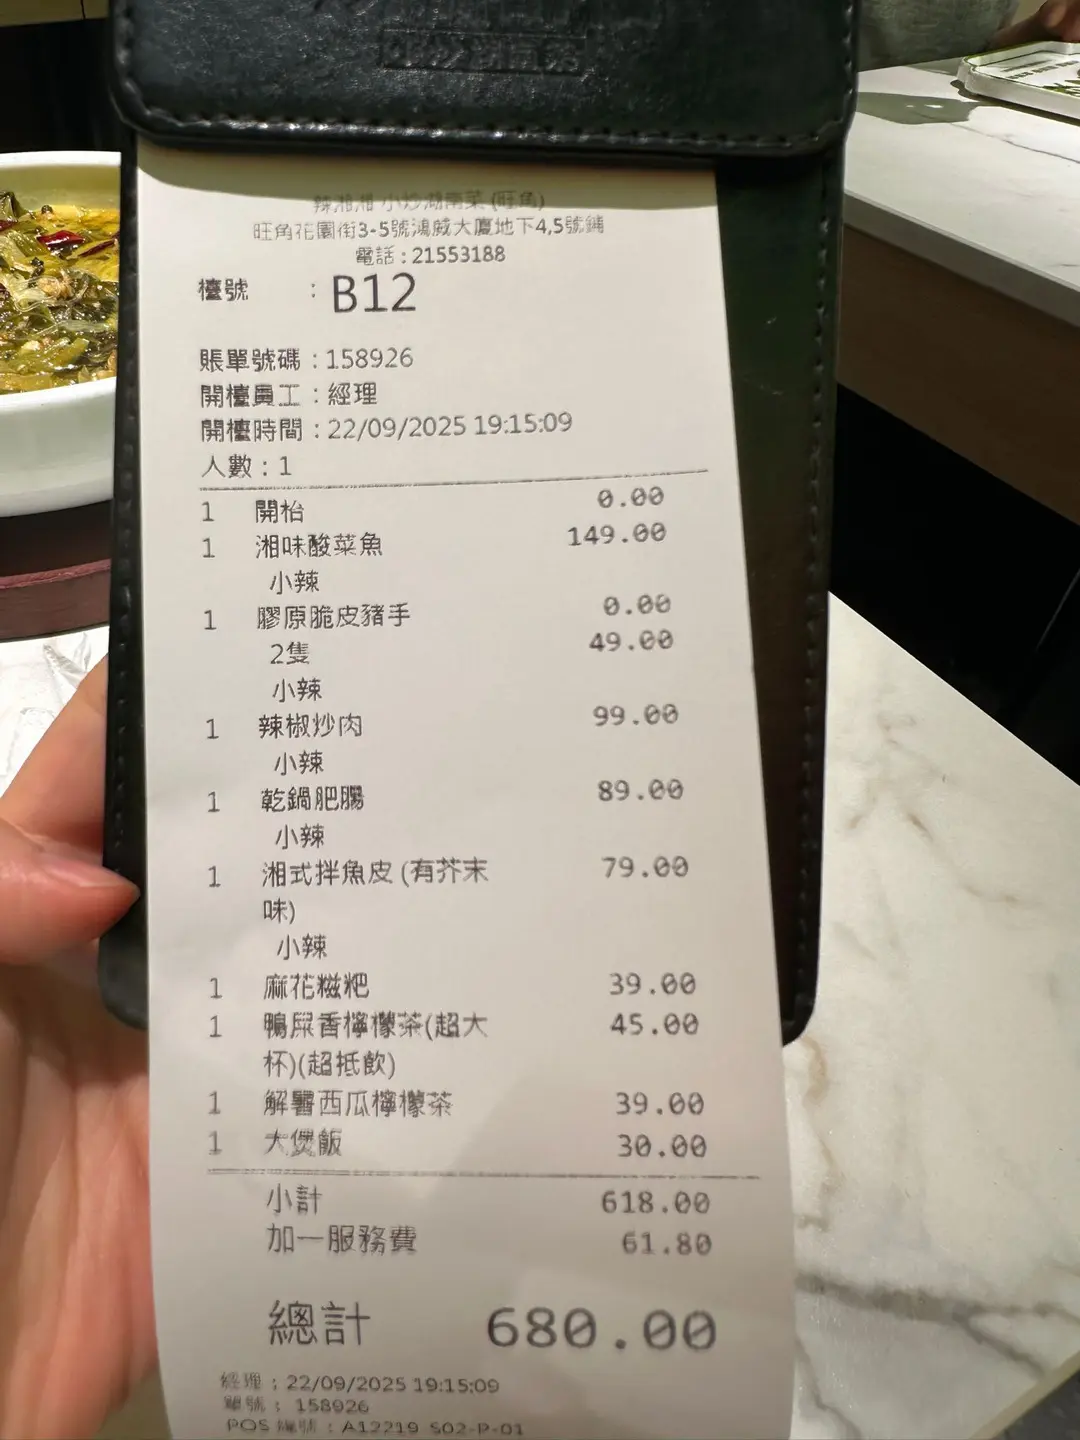 辣湘湘 小炒湖南菜 (旺角)
旺角花園街3-5號鴻威大廈地下4,5號鋪
電話 : 21553188
檯號 : B12
賬單號碼 : 158926
開檯員工 : 經理
開檯時間 : 22/09/2025 19:15:09
人數 : 1
1 開枱 0.00
1 湘味酸菜魚 149.00
小辣
1 膠原脆皮豬手 0.00
2隻 49.00
小辣
1 辣椒炒肉 99.00
小辣
1 乾鍋肥腸 89.00
小辣
1 湘式拌魚皮 (有芥末 79.00
味)
小辣
1 麻花糍粑 39.00
1 鴨屎香檸檬茶(超大 45.00
杯)(超抵飲)
1 解暑西瓜檸檬茶 39.00
1 大煲飯 30.00
小計 618.00
加一服務費 61.80
總計 680.00
經理 : 22/09/2025 19:15:09
單號 : 158926
POS 編號 : A12219_S02-P-01